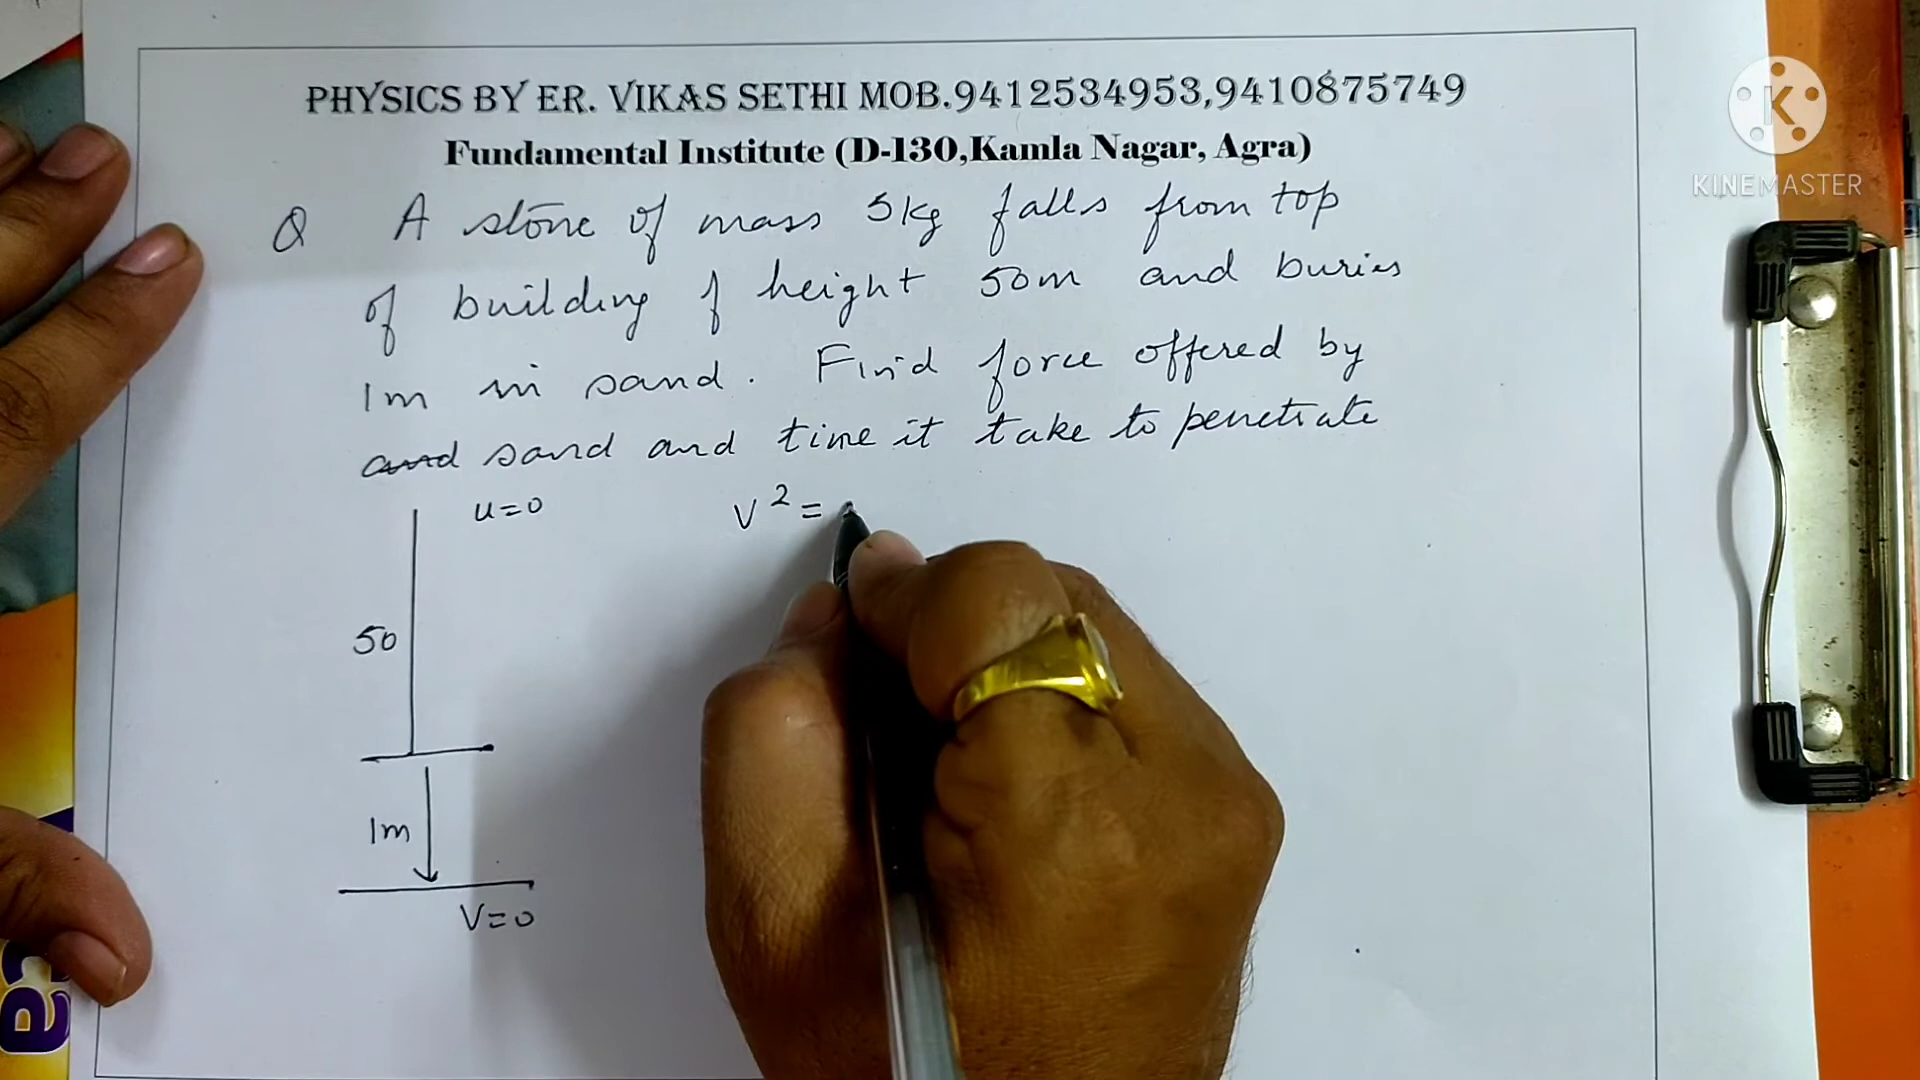 PHYSICS BY ER. VIKAS SETHI MOB.9412534953,9410875749
Fundamental Institute (D-130,Kamla Nagar, Agra)
K
KINEMASTER
Q A stone of mass 5kg falls from top
of building of height 50m and buries
1m in sand. Find force offered by
and sand and time it take to penetrate
u=0
V² =
50
1m
V=0
ca